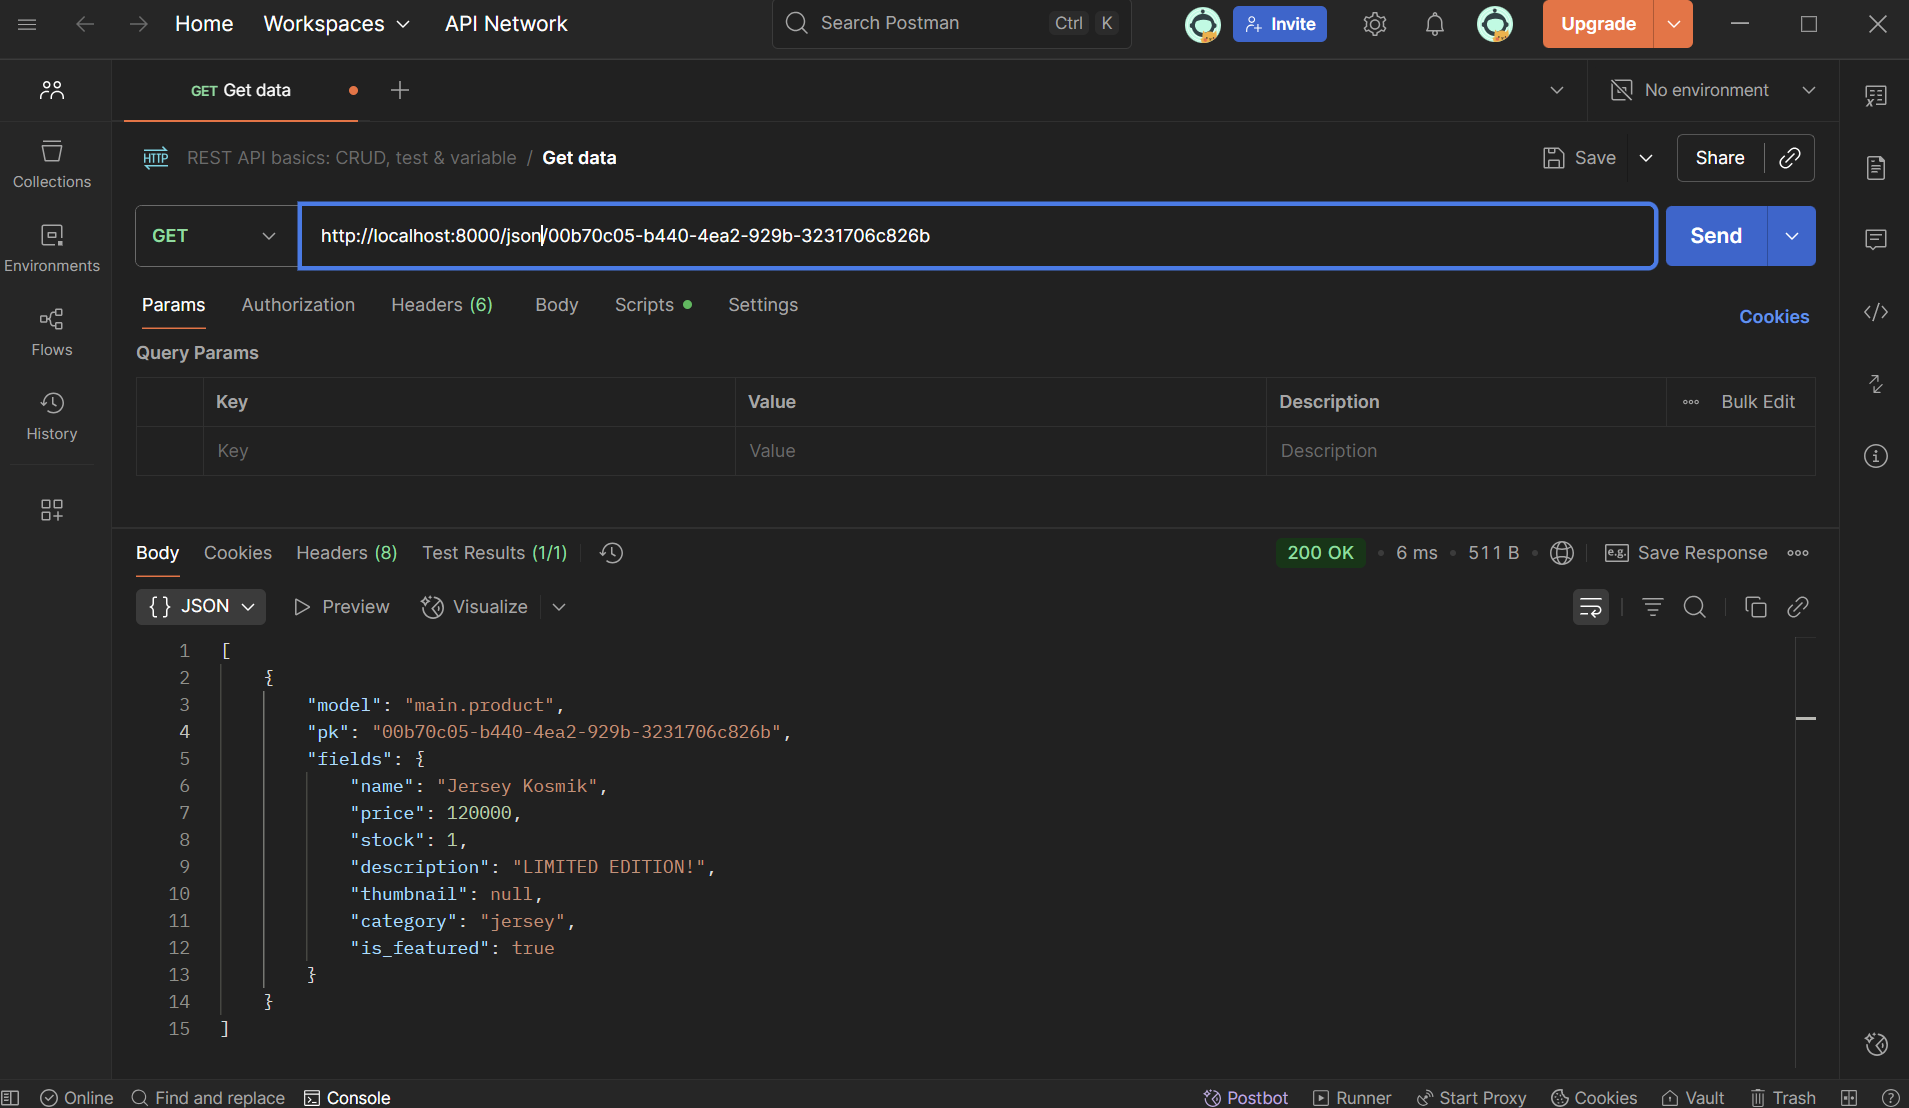 Home Workspaces API Network Search Postman Ctrl K Invite Upgrade
GET Get data No environment
HTTP REST API basics: CRUD, test & variable / Get data Save Share
Collections
GET http://localhost:8000/json/00b70c05-b440-4ea2-929b-3231706c826b Send
Environments
Params Authorization Headers (6) Body Scripts Settings Cookies
Flows
Query Params
Key Value Description Bulk Edit
History
Key Value Description
Body Cookies Headers (8) Test Results (1/1) 200 OK 6 ms 511 B e.g. Save Response
{} JSON Preview Visualize
1 [
2 {
3 "model": "main.product",
4 "pk": "00b70c05-b440-4ea2-929b-3231706c826b",
5 "fields": {
6 "name": "Jersey Kosmik",
7 "price": 120000,
8 "stock": 1,
9 "description": "LIMITED EDITION!",
10 "thumbnail": null,
11 "category": "jersey",
12 "is_featured": true
13 }
14 }
15 ]
Online Find and replace Console Postbot Runner Start Proxy Cookies Vault Trash